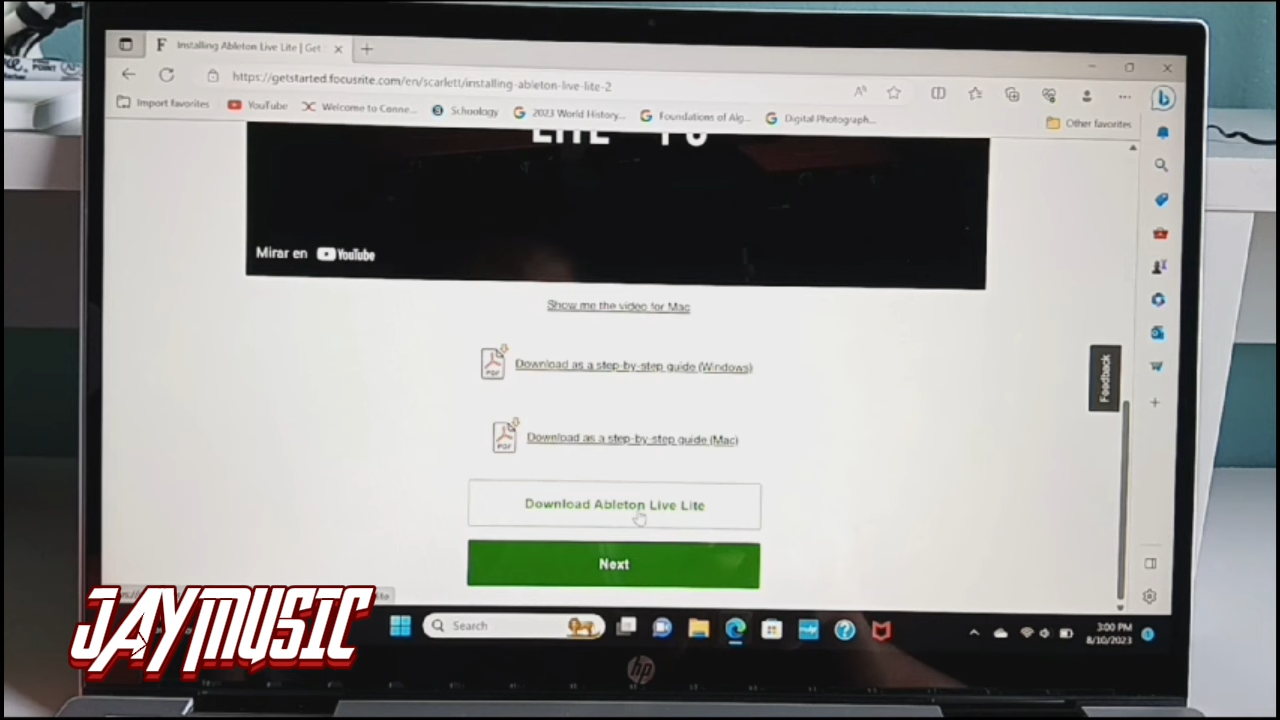 Installing Ableton Live Lite | Get
https://getstarted.focusrite.com/en/scarlett/installing-ableton-live-lite-2
Import favorites
YouTube
Welcome to Conne...
Schoology
2023 World History...
Foundations of Alg...
Digital Photograph...
Other favorites
Mirar en YouTube
Show me the video for Mac
PDF
Download as a step-by-step guide (Windows)
PDF
Download as a step-by-step guide (Mac)
Feedback
Download Ableton Live Lite
Next
JAYMUSIC
Search
3:00 PM
8/10/2023
hp